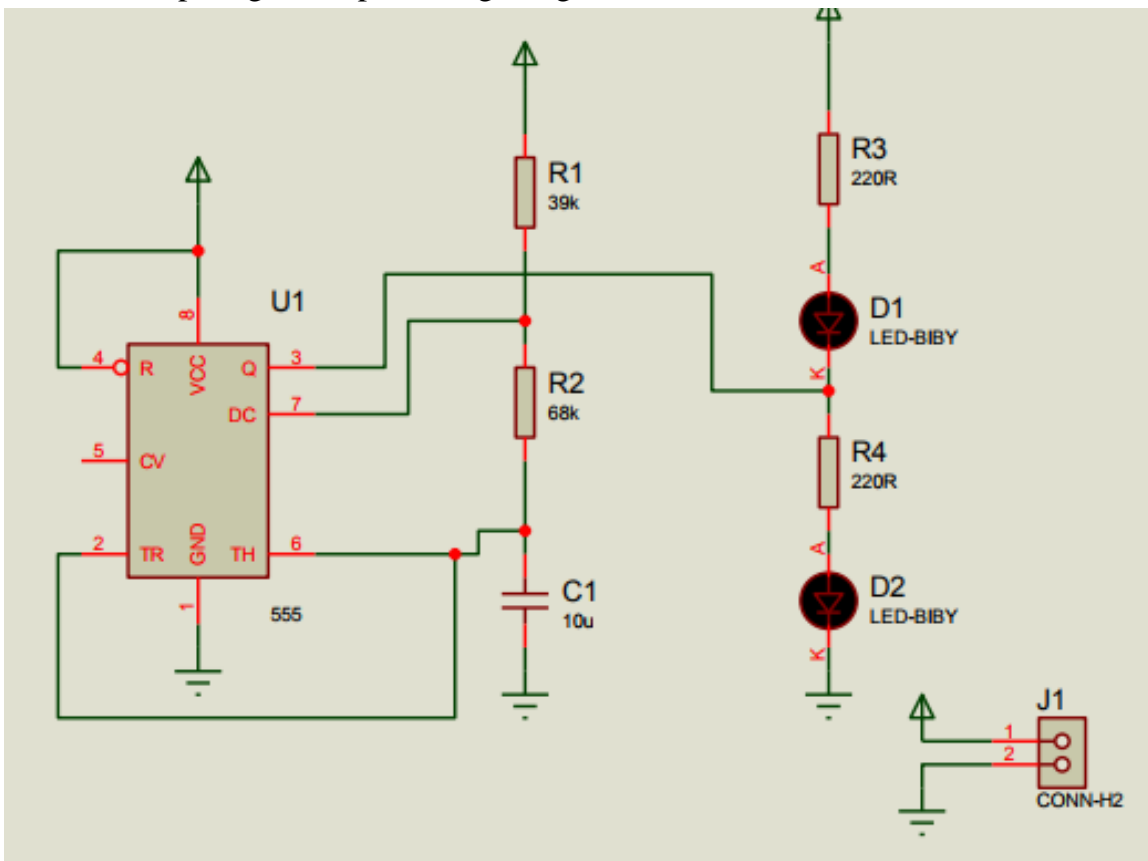 R1
39k
R3
220R
U1
8
VCC
4
R
Q
3
DC
7
5
CV
2
TR
GND
TH
6
1
555
R2
68k
C1
10u
A
D1
LED-BIBY
K
R4
220R
A
D2
LED-BIBY
K
J1
1
2
CONN-H2